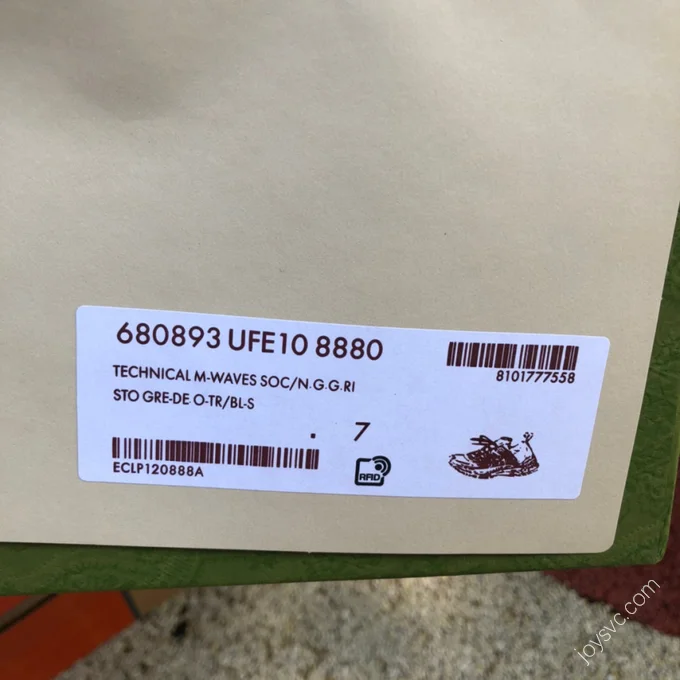 680893 UFE10 8880
8101777558
TECHNICAL M-WAVES SOC/N.G.G.RI
STO GRE-DE O-TR/BL-S
. 7
ECLP120888A
RFID
joysvc.com